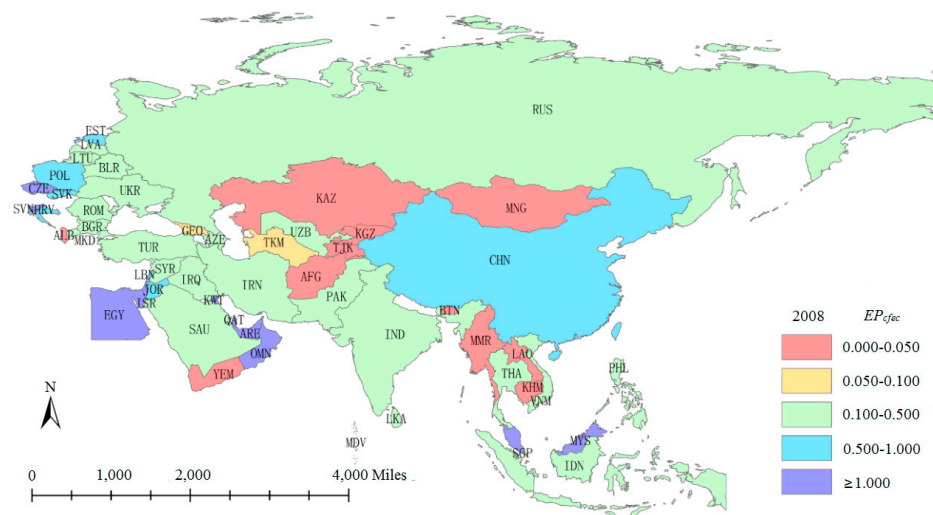 RUS
EST
LVA
LTU
BLR
POL
CZE
SVK
UKR
SVN
HRV
ROM
BGR
ALB
MKD
GEO
AZE
TUR
KAZ
MNG
UZB
KGZ
TKM
TJK
CHN
LBN
SYR
JOR
ISR
IRQ
IRN
AFG
PAK
KWT
EGY
SAU
QAT
ARE
OMN
YEM
IND
BTN
MMR
LAO
THA
KHM
VNM
PHL
LKA
MDV
SGP
MYS
IDN
N
0 1,000 2,000 4,000 Miles
2008 EPcfec
0.000-0.050
0.050-0.100
0.100-0.500
0.500-1.000
≥1.000